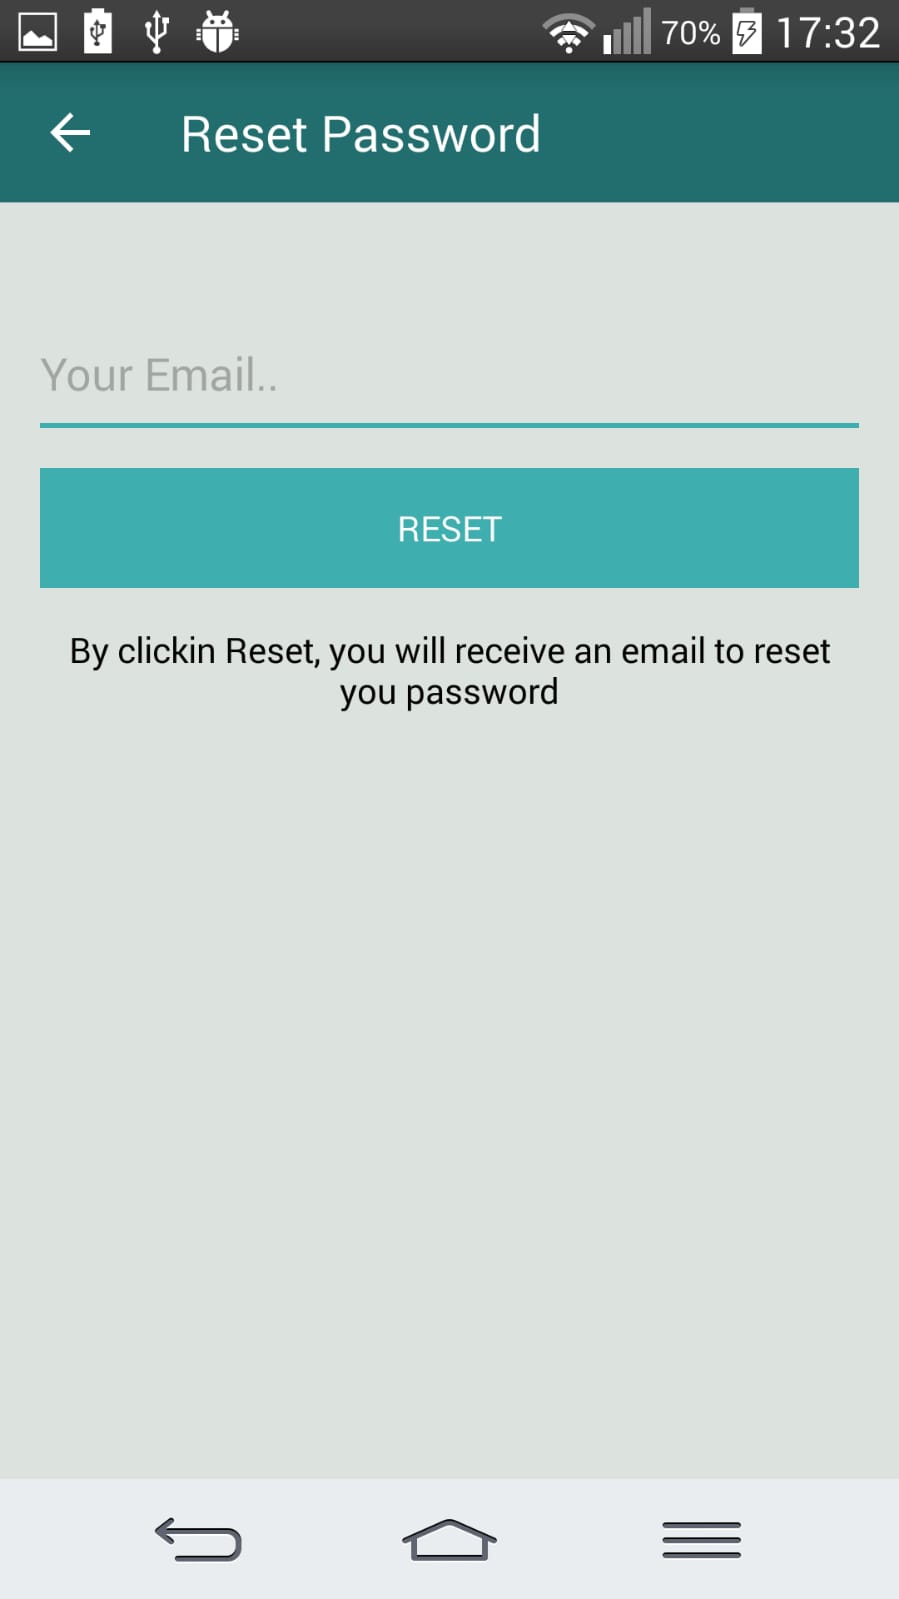 70% 17:32
Reset Password
Your Email..
RESET
By clickin Reset, you will receive an email to reset
you password